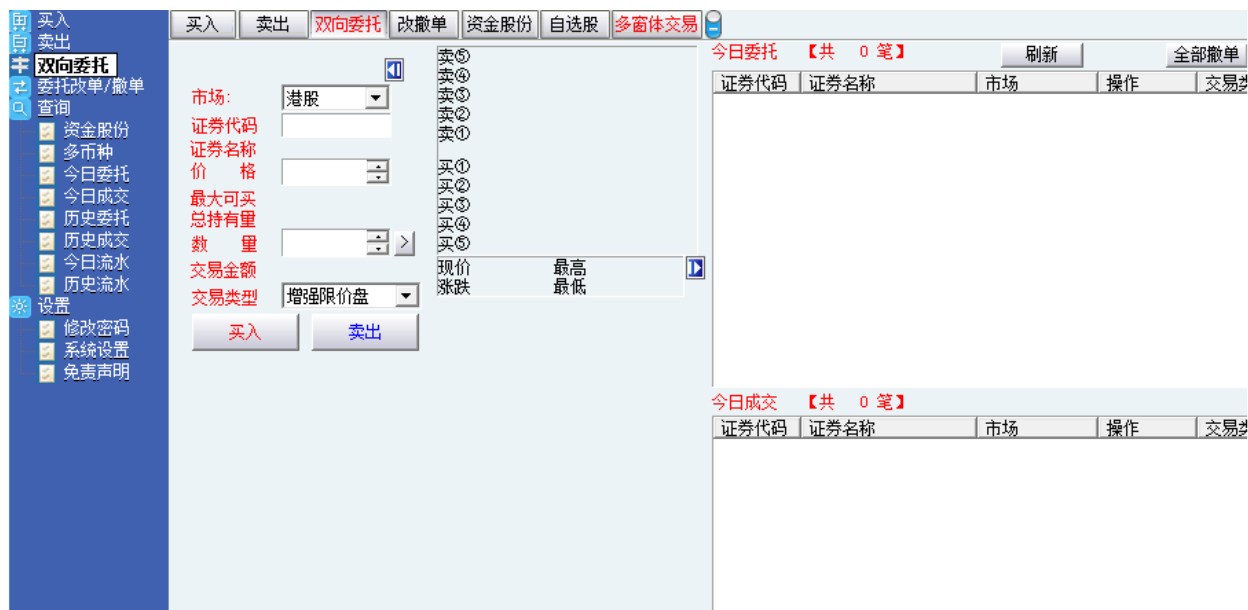 买入
卖出
双向委托
委托改单/撤单
查询
资金股份
多币种
今日委托
今日成交
历史委托
历史成交
今日流水
历史流水
设置
修改密码
系统设置
免责声明
买入 卖出 双向委托 改撤单 资金股份 自选股 多窗体交易
市场: 港股
证券代码
证券名称
价 格
最大可买
总持有量
数 量 >
交易金额
交易类型 增强限价盘
买入 卖出
卖⑤
卖④
卖③
卖②
卖①
买①
买②
买③
买④
买⑤
现价 最高
涨跌 最低
今日委托 【共 0 笔】 刷新 全部撤单
证券代码 证券名称 市场 操作 交易
今日成交 【共 0 笔】
证券代码 证券名称 市场 操作 交易